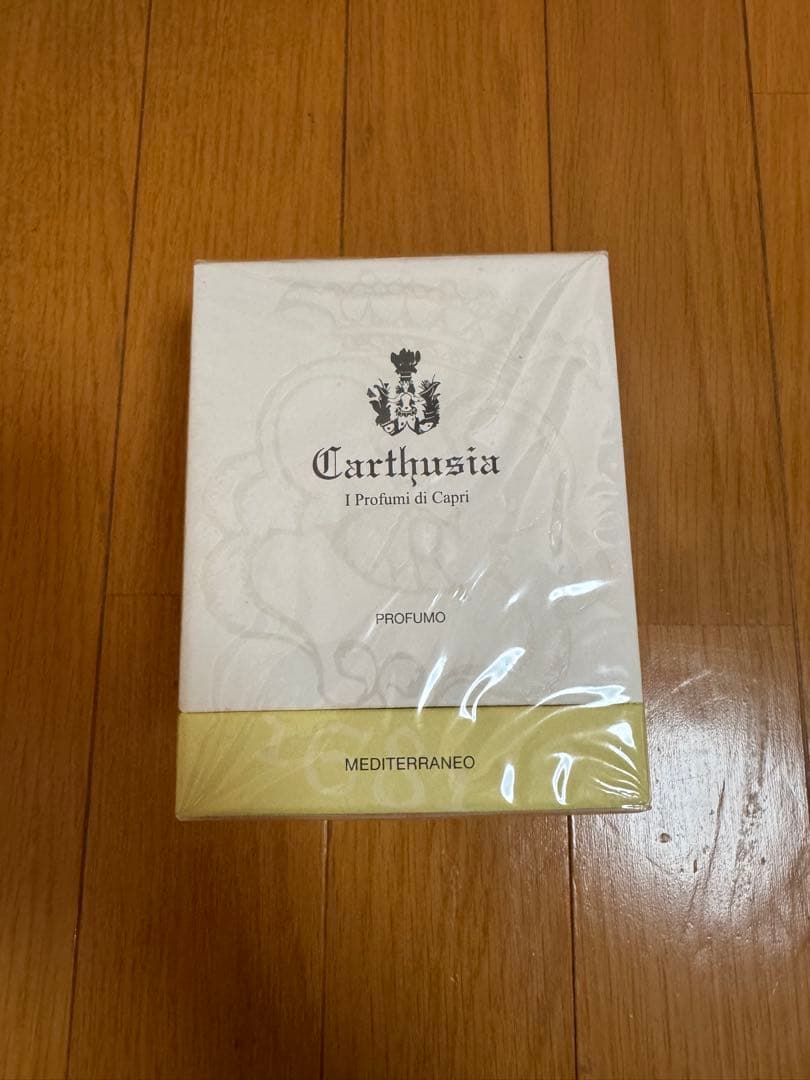 Carthusia
I Profumi di Capri
PROFUMO
MEDITERRANEO